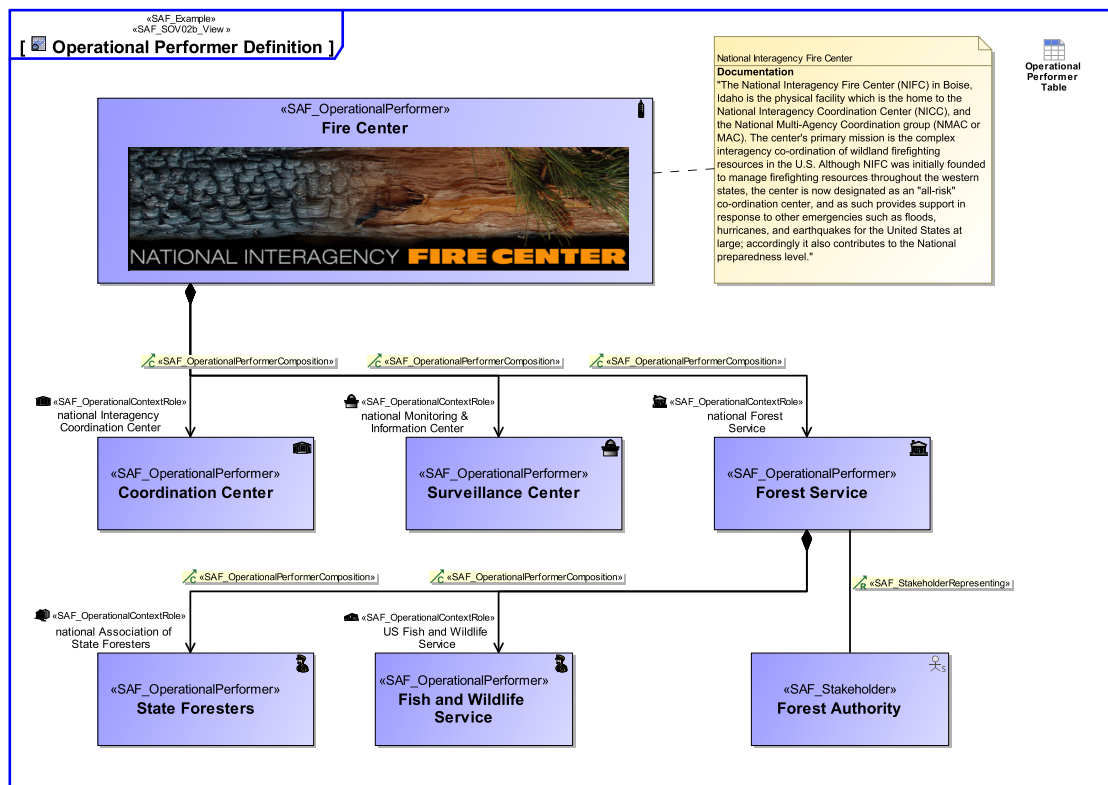 «SAF_Example»
«SAF_SOV02b_View »
[ Operational Performer Definition ]
«SAF_OperationalPerformer»
Fire Center
NATIONAL INTERAGENCY FIRE CENTER
National Interagency Fire Center
Documentation
"The National Interagency Fire Center (NIFC) in Boise,
Idaho is the physical facility which is the home to the
National Interagency Coordination Center (NICC), and
the National Multi-Agency Coordination group (NMAC or
MAC). The center's primary mission is the complex
interagency co-ordination of wildland firefighting
resources in the U.S. Although NIFC was initially founded
to manage firefighting resources throughout the western
states, the center is now designated as an "all-risk"
co-ordination center, and as such provides support in
response to other emergencies such as floods,
hurricanes, and earthquakes for the United States at
large; accordingly it also contributes to the National
preparedness level."
Operational
Performer
Table
«SAF_OperationalPerformerComposition»
«SAF_OperationalPerformerComposition»
«SAF_OperationalPerformerComposition»
«SAF_OperationalContextRole»
national Interagency
Coordination Center
«SAF_OperationalContextRole»
national Monitoring &
Information Center
«SAF_OperationalContextRole»
national Forest
Service
«SAF_OperationalPerformer»
Coordination Center
«SAF_OperationalPerformer»
Surveillance Center
«SAF_OperationalPerformer»
Forest Service
«SAF_OperationalPerformerComposition»
«SAF_OperationalPerformerComposition»
«SAF_StakeholderRepresenting»
«SAF_OperationalContextRole»
national Association of
State Foresters
«SAF_OperationalContextRole»
US Fish and Wildlife
Service
«SAF_OperationalPerformer»
State Foresters
«SAF_OperationalPerformer»
Fish and Wildlife
Service
«SAF_Stakeholder»
Forest Authority